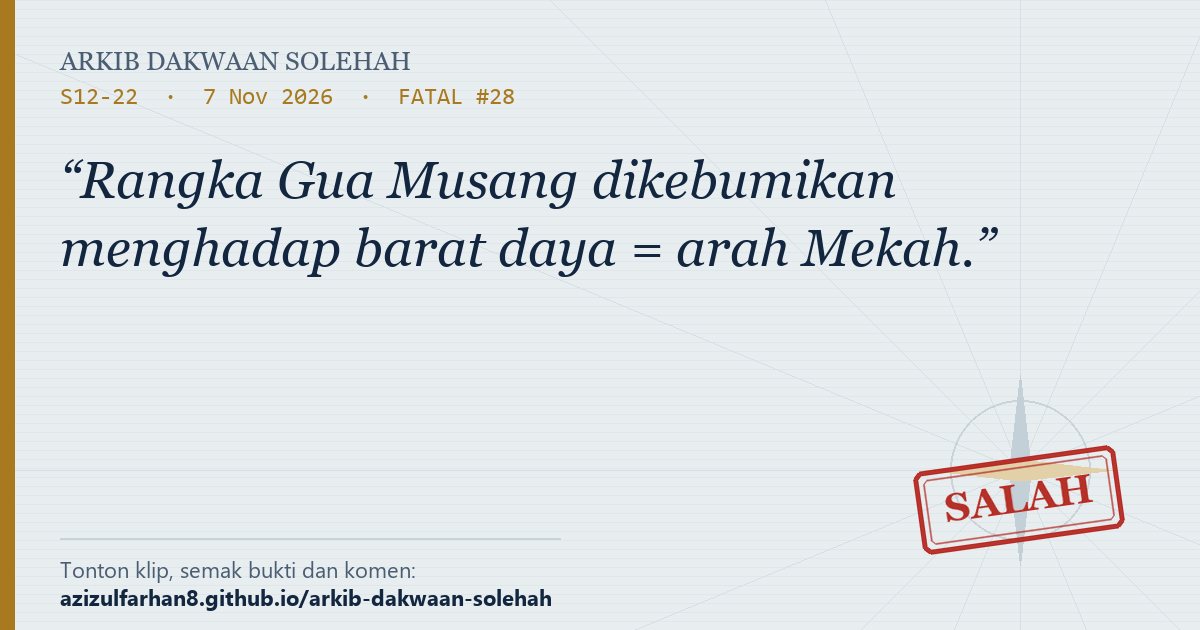 ARKIB DAKWAAN SOLEHAH
S12-22 · 7 Nov 2026 · FATAL #28
“Rangka Gua Musang dikebumikan
menghadap barat daya = arah Mekah.”
SALAH
Tonton klip, semak bukti dan komen:
azizulfarhan8.github.io/arkib-dakwaan-solehah